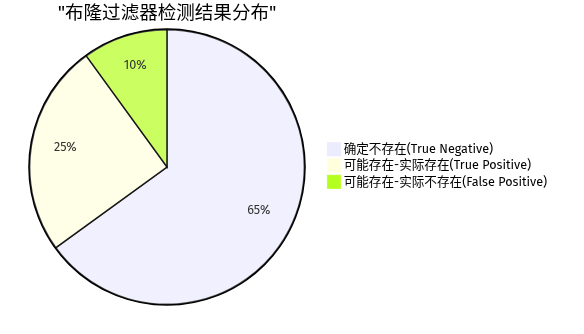 "布隆过滤器检测结果分布"
10%
25%
65%
确定不存在(True Negative)
可能存在-实际存在(True Positive)
可能存在-实际不存在(False Positive)